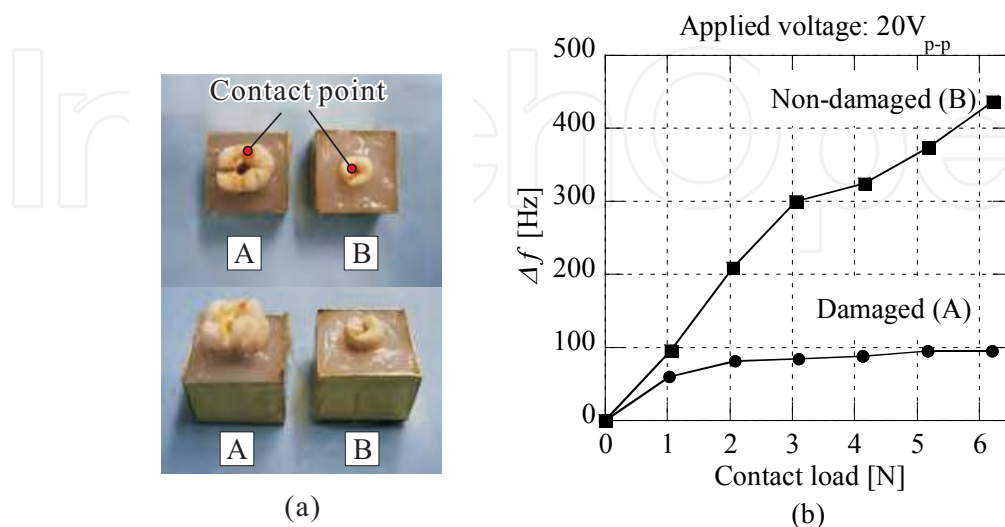 Contact point
A
B
A
B
(a)
Applied voltage: 20V
p-p
500
400
300
200
100
0
Δf [Hz]
Non-damaged (B)
Damaged (A)
0 1 2 3 4 5 6
Contact load [N]
(b)